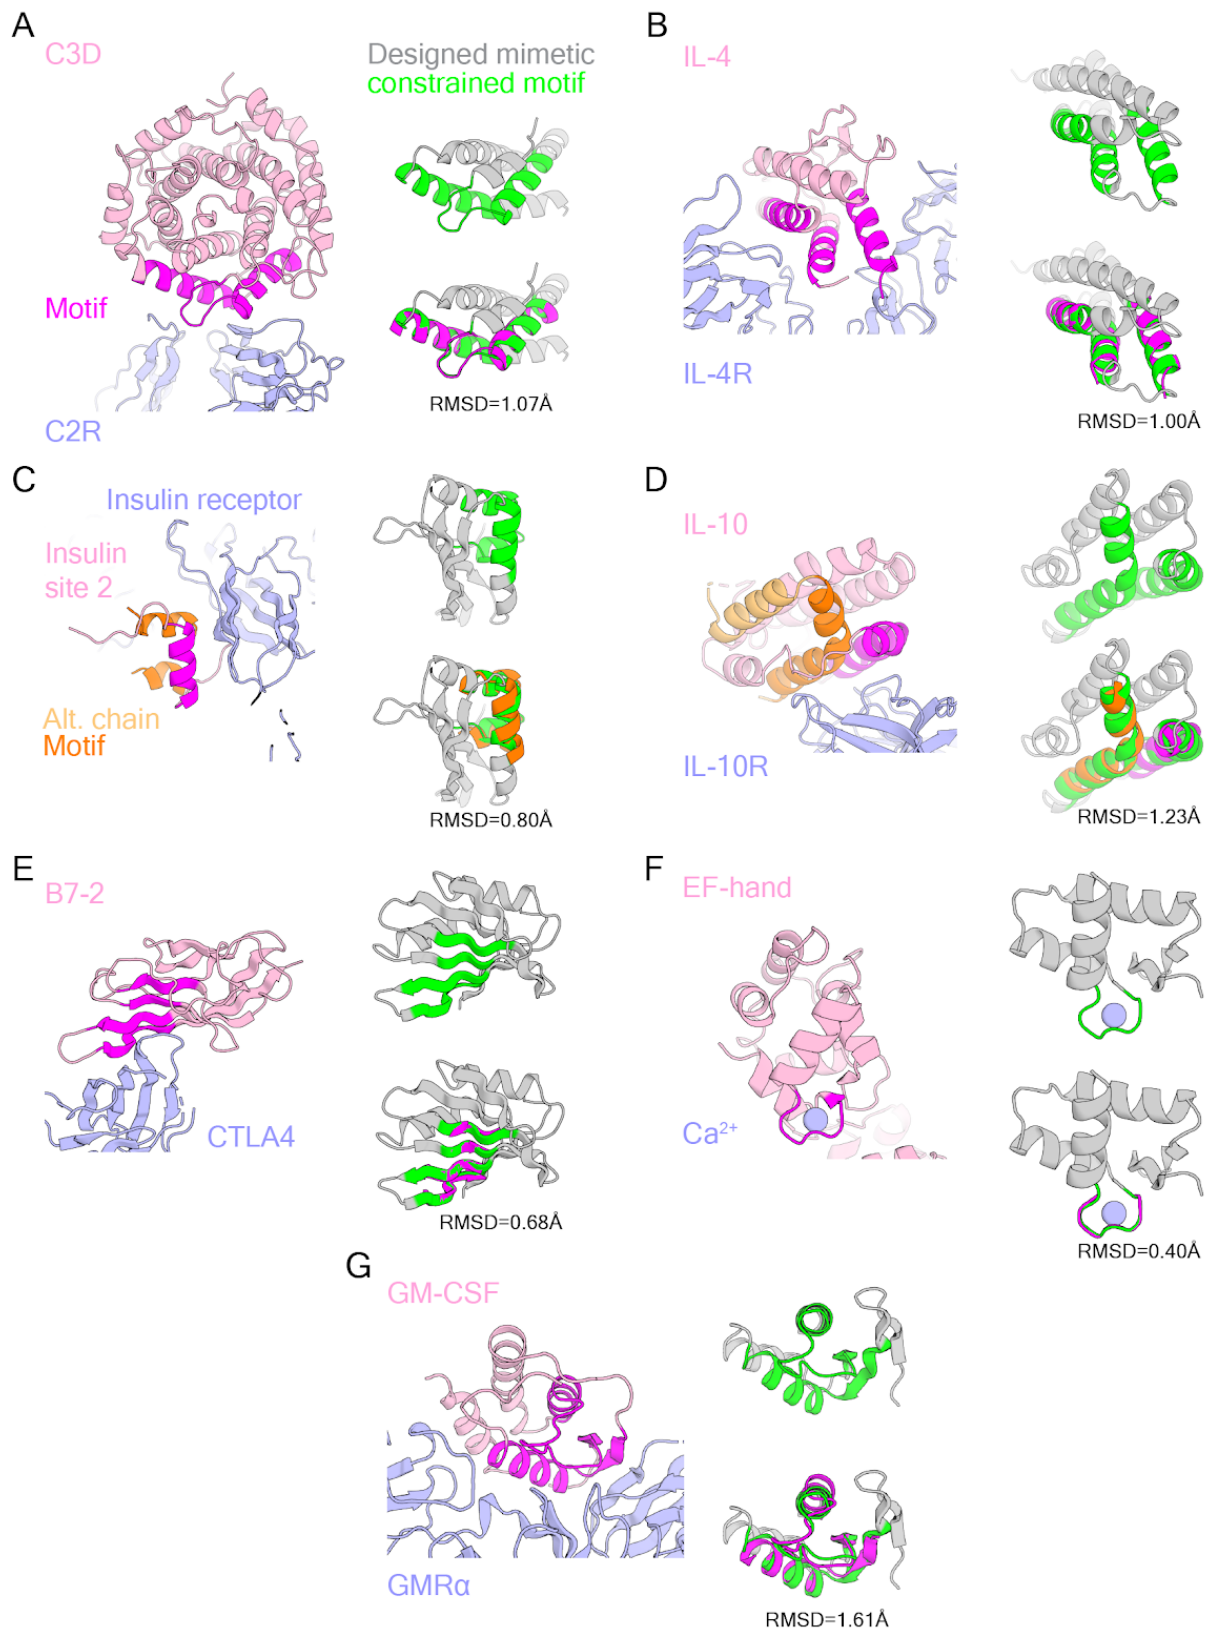 A
C3D
Designed mimetic
constrained motif
Motif
C2R
RMSD=1.07Å
B
IL-4
IL-4R
RMSD=1.00Å
C
Insulin receptor
Insulin
site 2
Alt. chain
Motif
RMSD=0.80Å
D
IL-10
IL-10R
RMSD=1.23Å
E
B7-2
CTLA4
RMSD=0.68Å
F
EF-hand
Ca²⁺
RMSD=0.40Å
G
GM-CSF
GMRα
RMSD=1.61Å